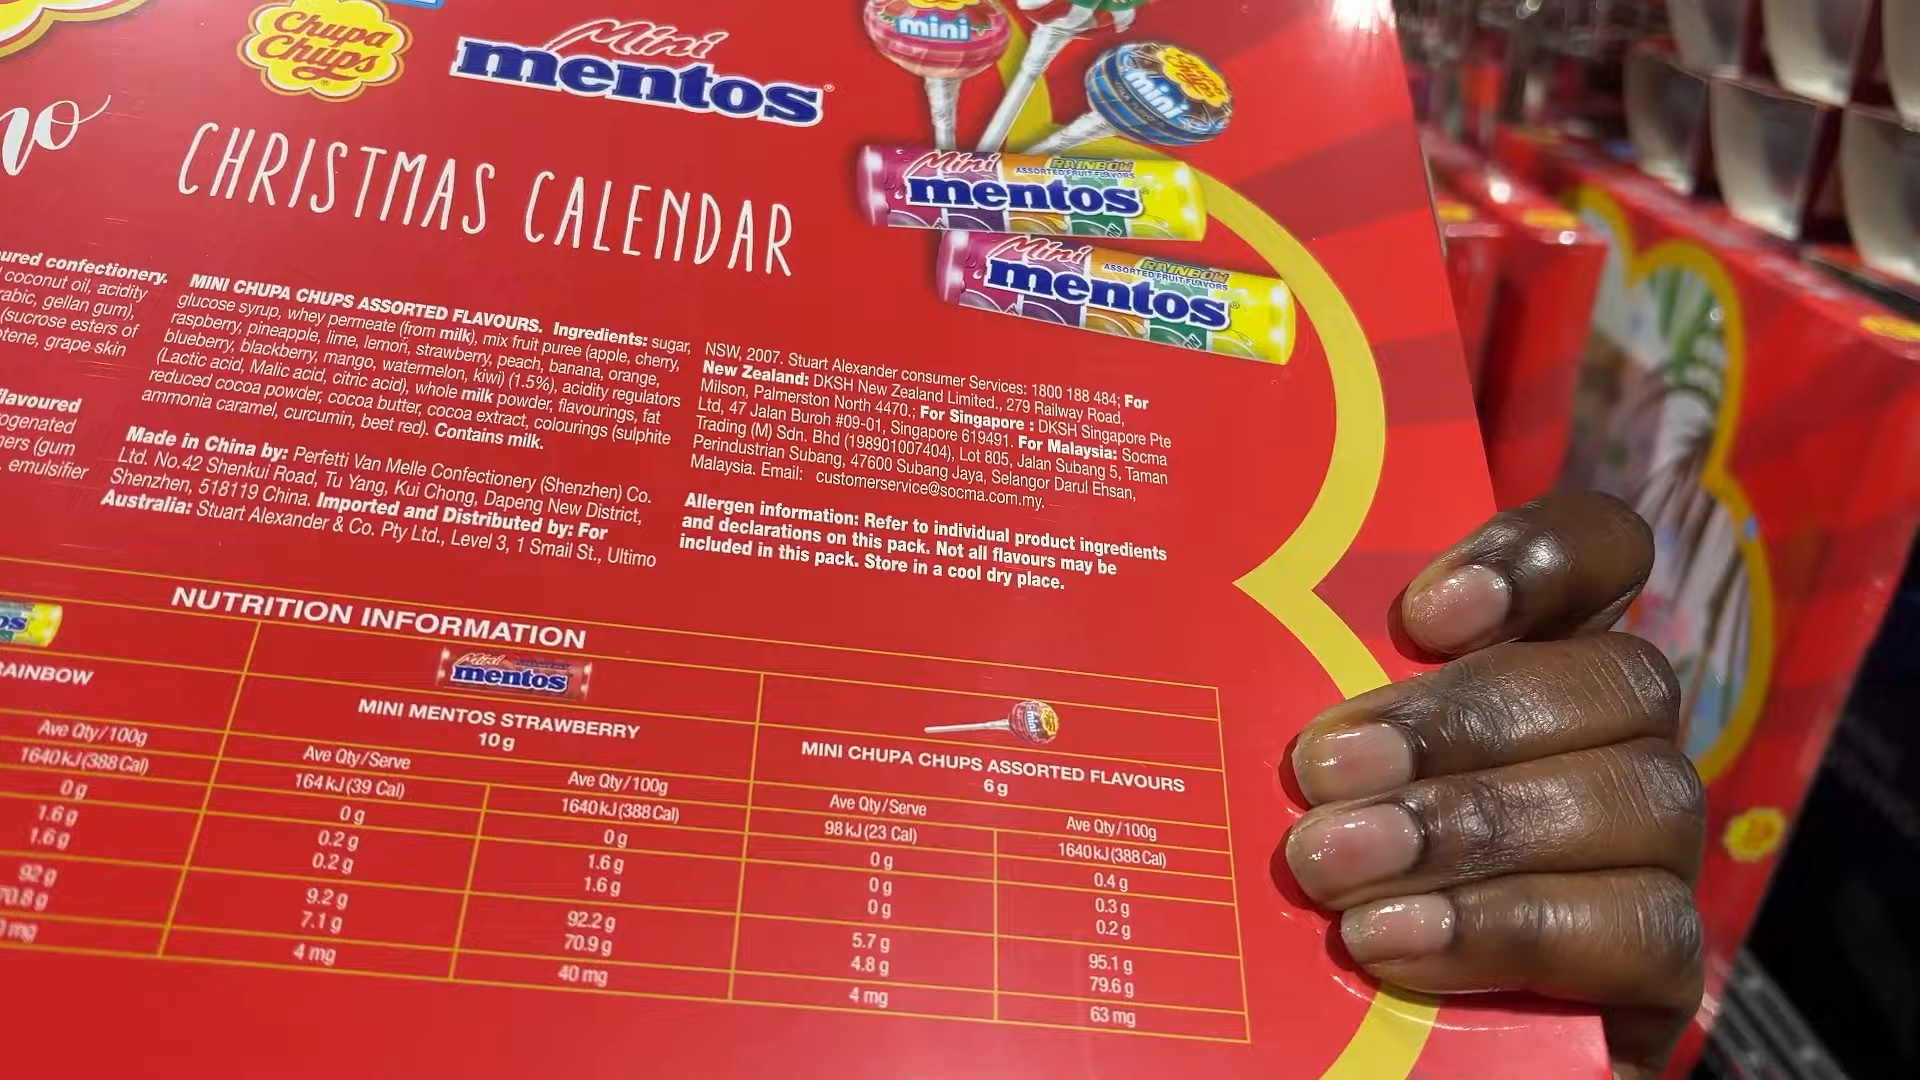 Chupa
Chups
Mini
mentos
mini
mini
CHRISTMAS CALENDAR
Mini
mentos
RAINBOW
ASSORTED FRUIT FLAVORS
Mini
mentos
RAINBOW
ASSORTED FRUIT FLAVORS
confectionery.
coconut oil, acidity
gellan gum),
(sucrose esters of
grape skin
(gum
emulsifier
MINI CHUPA CHUPS ASSORTED FLAVOURS. Ingredients: sugar,
glucose syrup, whey permeate (from milk), mix fruit puree (apple, cherry,
raspberry, pineapple, lime, lemon, strawberry, peach, banana, orange,
blueberry, blackberry, mango, watermelon, kiwi) (1.5%), acidity regulators
(Lactic acid, Malic acid, citric acid), whole milk powder, flavourings, fat
reduced cocoa powder, cocoa butter, cocoa extract, colourings (sulphite
ammonia caramel, curcumin, beet red). Contains milk.
Made in China by: Perfetti Van Melle Confectionery (Shenzhen) Co.
Ltd. No.42 Shenkui Road, Tu Yang, Kui Chong, Dapeng New District,
Shenzhen, 518119 China. Imported and Distributed by: For
Australia: Stuart Alexander & Co. Pty Ltd., Level 3, 1 Smail St., Ultimo
NSW, 2007. Stuart Alexander consumer Services: 1800 188 484; For
New Zealand: DKSH New Zealand Limited., 279 Railway Road,
Milson, Palmerston North 4470.; For Singapore : DKSH Singapore Pte
Ltd, 47 Jalan Buroh #09-01, Singapore 619491. For Malaysia: Socma
Trading (M) Sdn. Bhd (198901007404), Lot 805, Jalan Subang 5, Taman
Perindustrian Subang, 47600 Subang Jaya, Selangor Darul Ehsan,
Malaysia. Email: customerservice@socma.com.my.
Allergen information: Refer to individual product ingredients
and declarations on this pack. Not all flavours may be
included in this pack. Store in a cool dry place.
NUTRITION INFORMATION
Ave Qty/100g
1640 kJ (388 Cal)
0 g
1.6 g
1.6 g
92 g
70.8 g
mg
Mini
mentos
MINI MENTOS STRAWBERRY
10 g
Ave Qty/Serve
164 kJ (39 Cal)
0 g
0.2 g
0.2 g
9.2 g
7.1 g
4 mg
Ave Qty/100g
1640 kJ (388 Cal)
0 g
1.6 g
1.6 g
92.2 g
70.9 g
40 mg
mini
MINI CHUPA CHUPS ASSORTED FLAVOURS
6 g
Ave Qty/Serve
98 kJ (23 Cal)
0 g
0 g
0 g
5.7 g
4.8 g
4 mg
Ave Qty/100g
1640 kJ (388 Cal)
0.4 g
0.3 g
0.2 g
95.1 g
79.6 g
63 mg